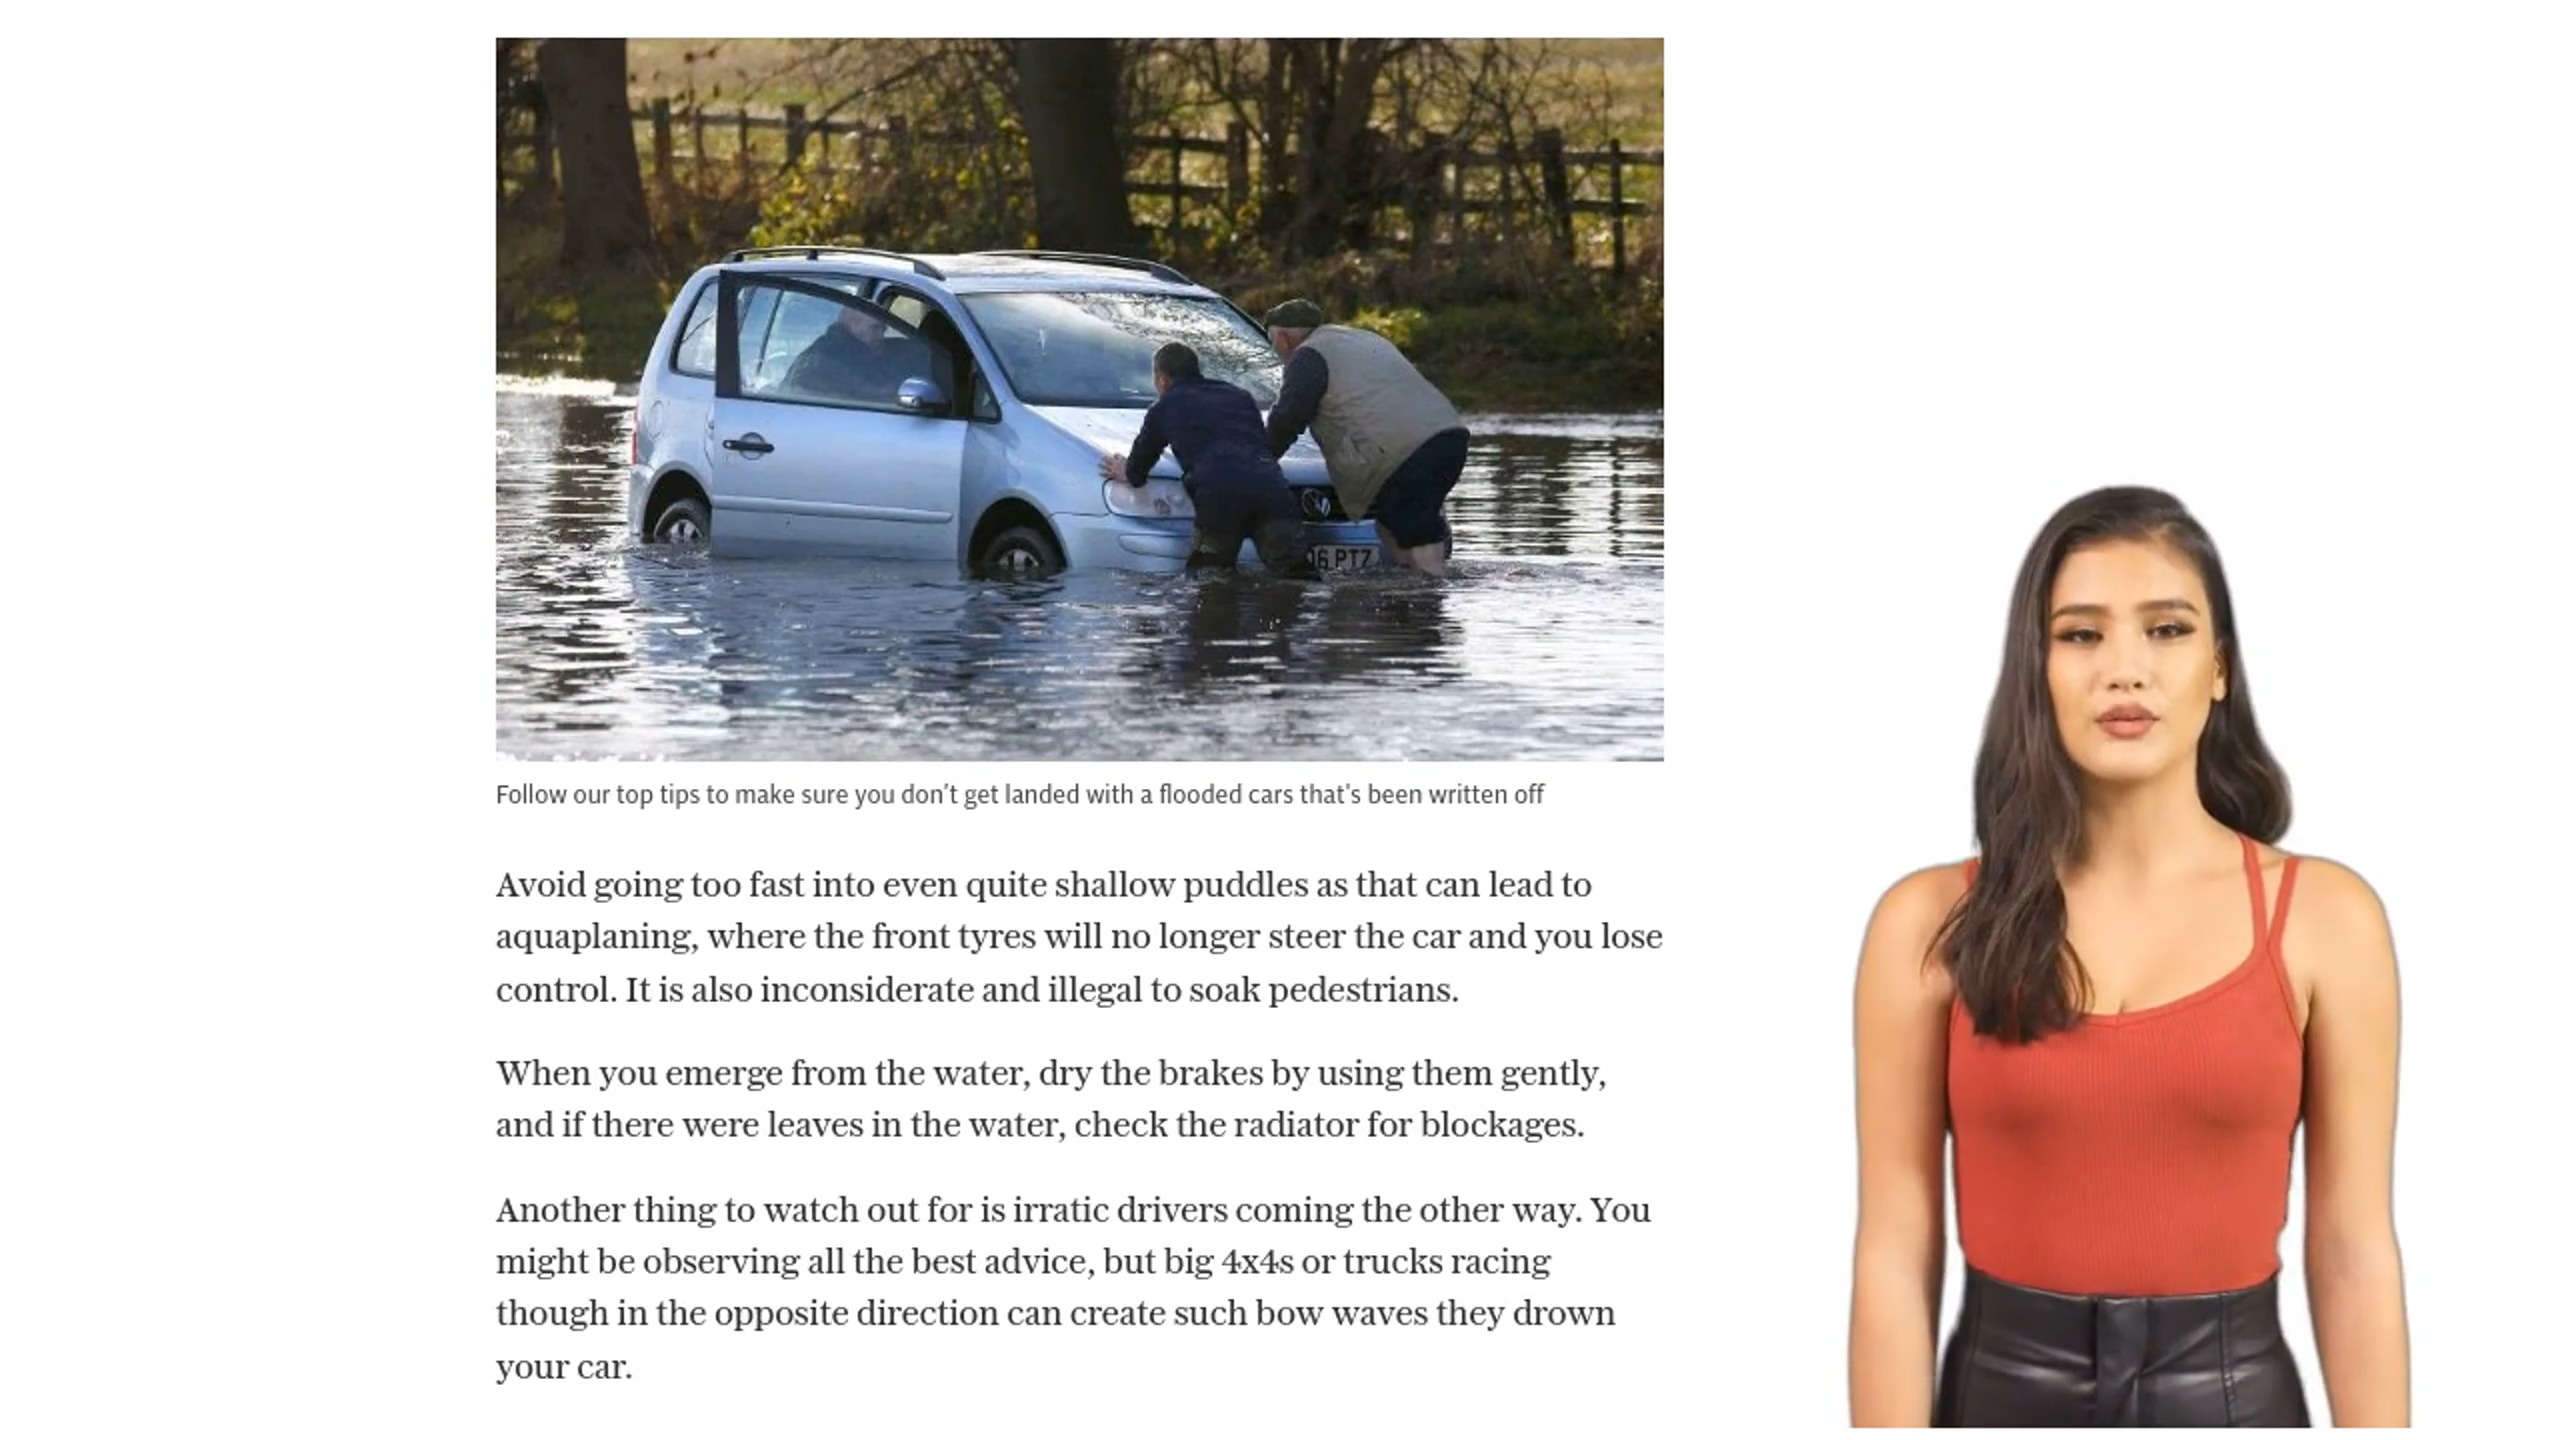 06 PTZ
Follow our top tips to make sure you don't get landed with a flooded cars that's been written off
Avoid going too fast into even quite shallow puddles as that can lead to
aquaplaning, where the front tyres will no longer steer the car and you lose
control. It is also inconsiderate and illegal to soak pedestrians.
When you emerge from the water, dry the brakes by using them gently,
and if there were leaves in the water, check the radiator for blockages.
Another thing to watch out for is irratic drivers coming the other way. You
might be observing all the best advice, but big 4x4s or trucks racing
though in the opposite direction can create such bow waves they drown
your car.